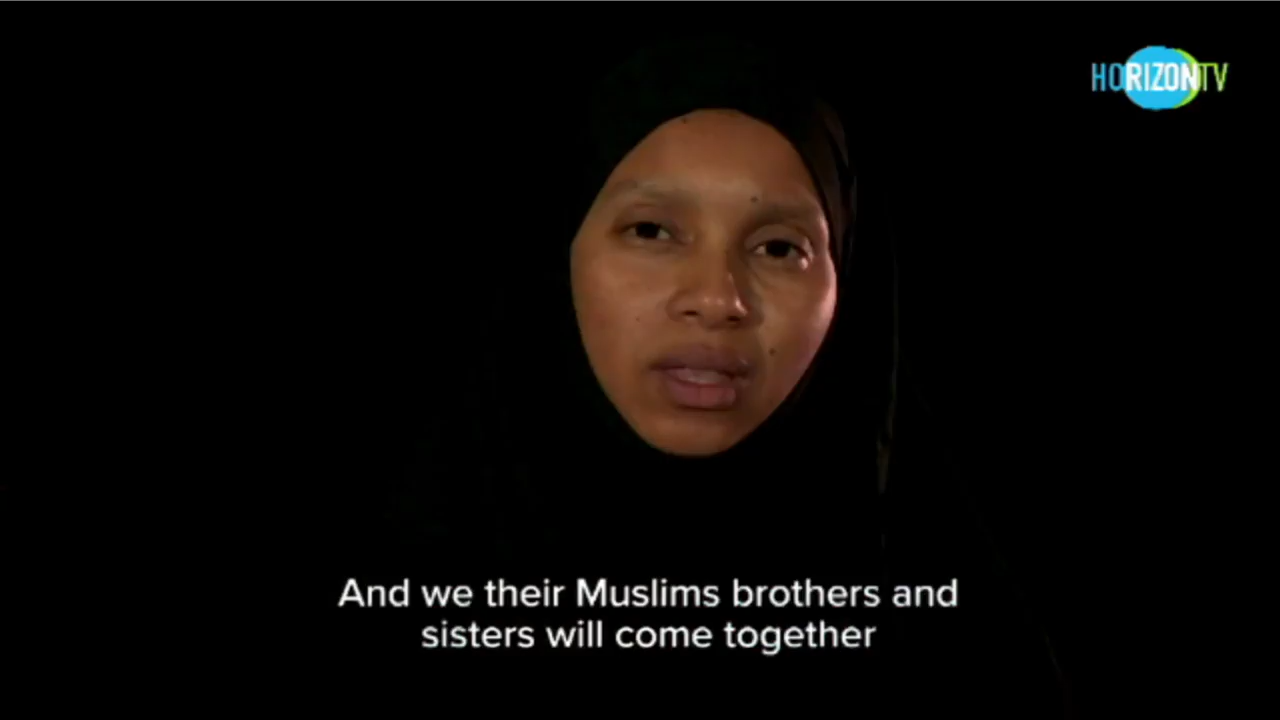 HORIZONTV
And we their Muslims brothers and
sisters will come together